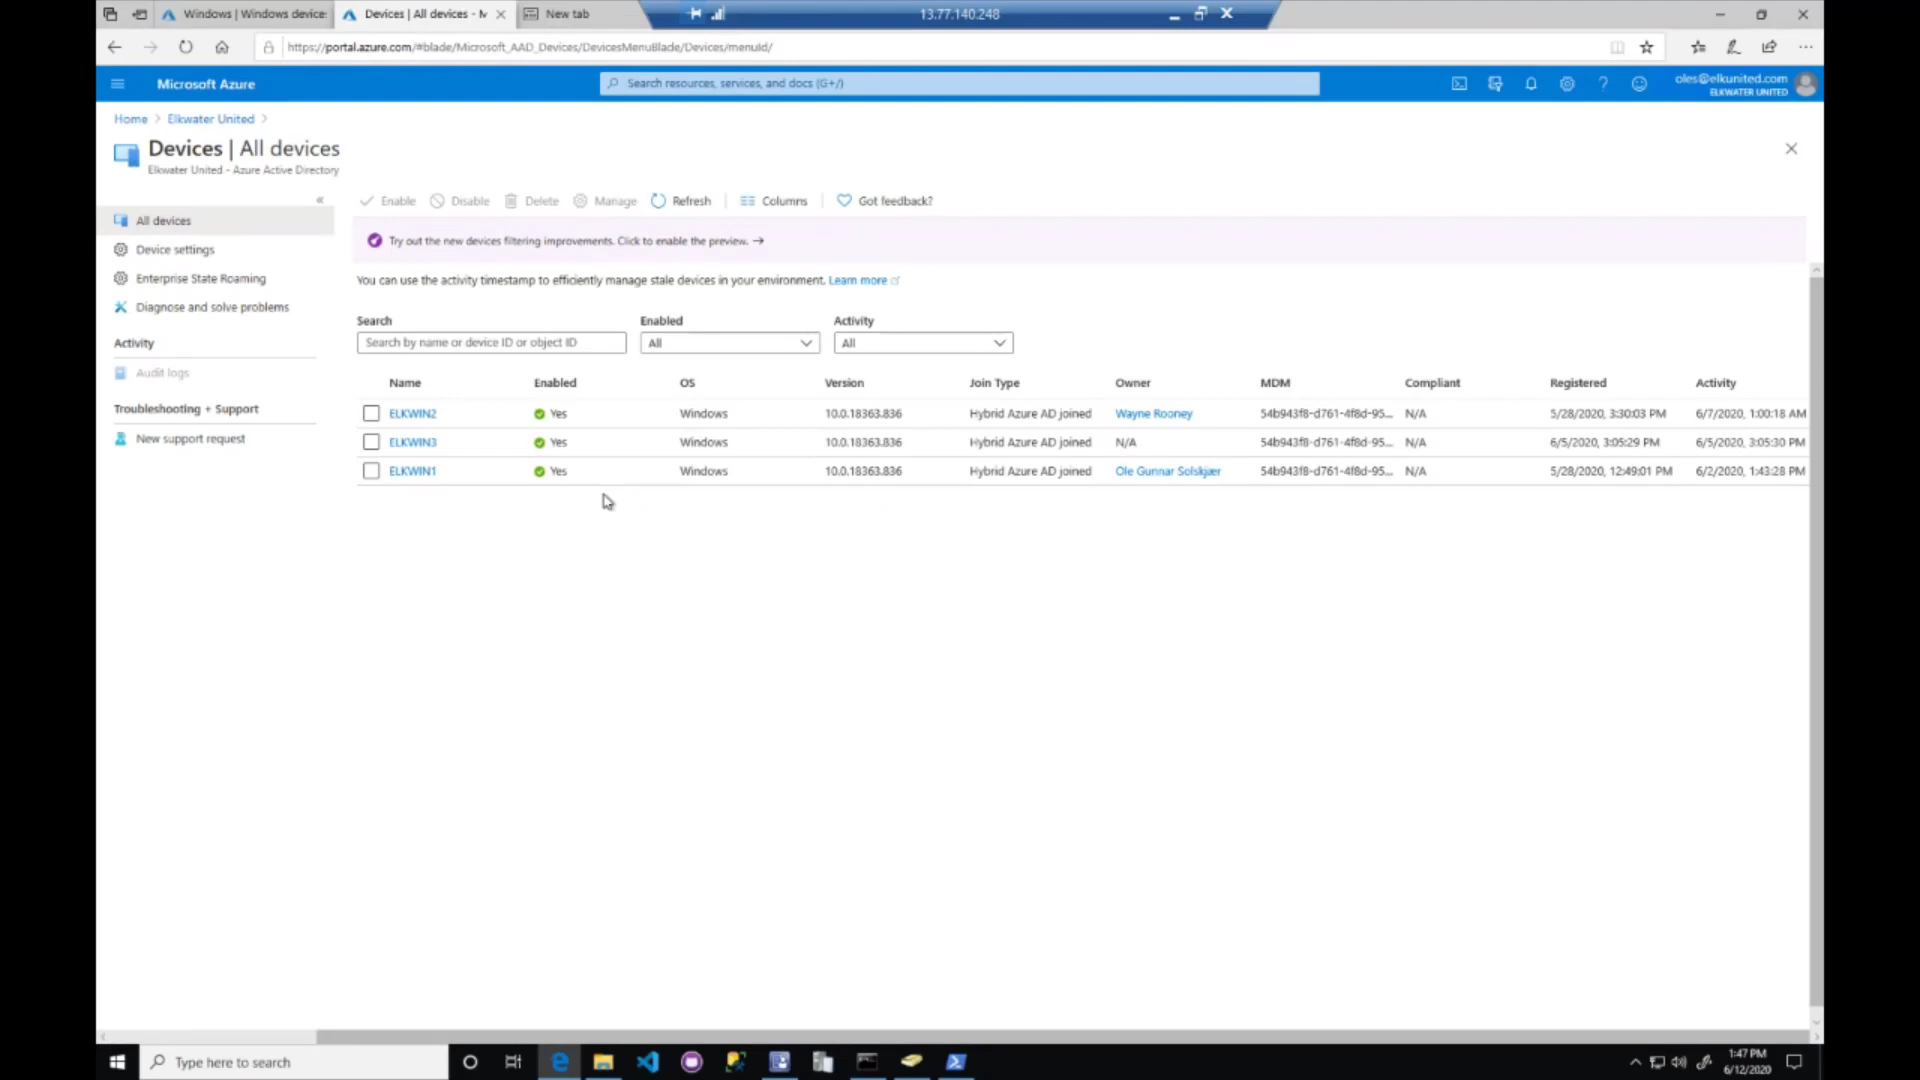 Windows | Windows device:
Devices | All devices - M
New tab
13.77.140.248
https://portal.azure.com/#blade/Microsoft_AAD_Devices/DevicesMenuBlade/Devices/menuId/
Microsoft Azure
Search resources, services, and docs (G+/)
oles@elkunited.com
ELKWATER UNITED
Home > Elkwater United >
Devices | All devices
Elkwater United - Azure Active Directory
Enable Disable Delete Manage Refresh Columns Got feedback?
All devices
Device settings
Enterprise State Roaming
Diagnose and solve problems
Activity
Audit logs
Troubleshooting + Support
New support request
Try out the new devices filtering improvements. Click to enable the preview. →
You can use the activity timestamp to efficiently manage stale devices in your environment. Learn more
Search Enabled Activity
Search by name or device ID or object ID All All
Name Enabled OS Version Join Type Owner MDM Compliant Registered Activity
ELKWIN2 Yes Windows 10.0.18363.836 Hybrid Azure AD joined Wayne Rooney 54b943f8-d761-4f8d-95... N/A 5/28/2020, 3:30:03 PM 6/7/2020, 1:00:18 AM
ELKWIN3 Yes Windows 10.0.18363.836 Hybrid Azure AD joined N/A 54b943f8-d761-4f8d-95... N/A 6/5/2020, 3:05:29 PM 6/5/2020, 3:05:30 PM
ELKWIN1 Yes Windows 10.0.18363.836 Hybrid Azure AD joined Ole Gunnar Solskjær 54b943f8-d761-4f8d-95... N/A 5/28/2020, 12:49:01 PM 6/2/2020, 1:43:28 PM
Type here to search
1:47 PM
6/12/2020